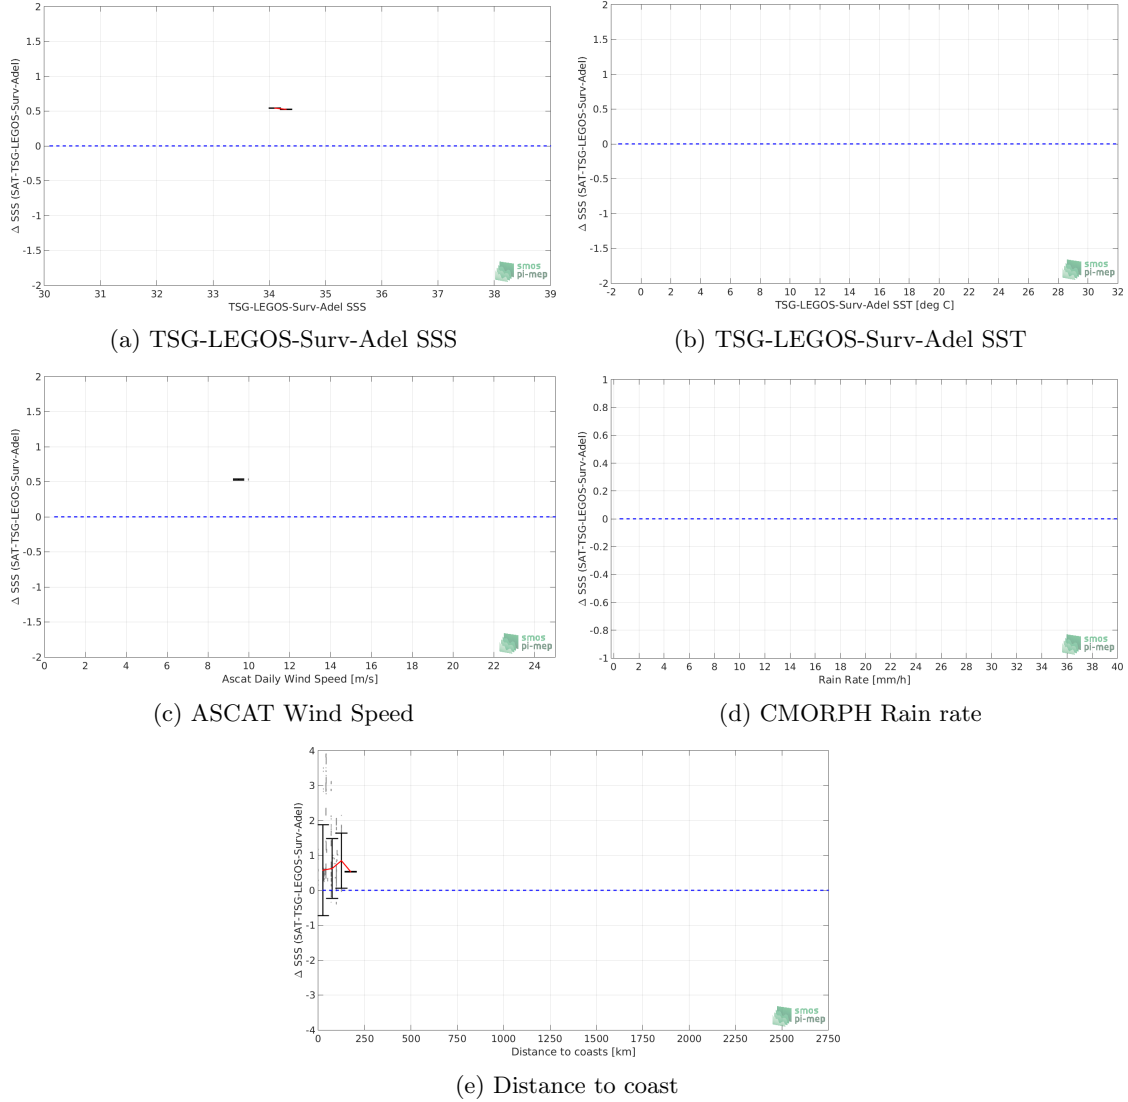 2
1.5
1
0.5
0
-0.5
-1
-1.5
-2
Δ SSS (SAT-TSG-LEGOS-Surv-Adel)
30 31 32 33 34 35 36 37 38 39
TSG-LEGOS-Surv-Adel SSS
smos
pi-mep
(a) TSG-LEGOS-Surv-Adel SSS
2
1.5
1
0.5
0
-0.5
-1
-1.5
-2
Δ SSS (SAT-TSG-LEGOS-Surv-Adel)
-2 0 2 4 6 8 10 12 14 16 18 20 22 24 26 28 30 32
TSG-LEGOS-Surv-Adel SST [deg C]
smos
pi-mep
(b) TSG-LEGOS-Surv-Adel SST
2
1.5
1
0.5
0
-0.5
-1
-1.5
-2
Δ SSS (SAT-TSG-LEGOS-Surv-Adel)
0 2 4 6 8 10 12 14 16 18 20 22 24
Ascat Daily Wind Speed [m/s]
smos
pi-mep
(c) ASCAT Wind Speed
1
0.8
0.6
0.4
0.2
0
-0.2
-0.4
-0.6
-0.8
-1
Δ SSS (SAT-TSG-LEGOS-Surv-Adel)
0 2 4 6 8 10 12 14 16 18 20 22 24 26 28 30 32 34 36 38 40
Rain Rate [mm/h]
smos
pi-mep
(d) CMORPH Rain rate
4
3
2
1
0
-1
-2
-3
-4
Δ SSS (SAT-TSG-LEGOS-Surv-Adel)
0 250 500 750 1000 1250 1500 1750 2000 2250 2500 2750
Distance to coasts [km]
smos
pi-mep
(e) Distance to coast